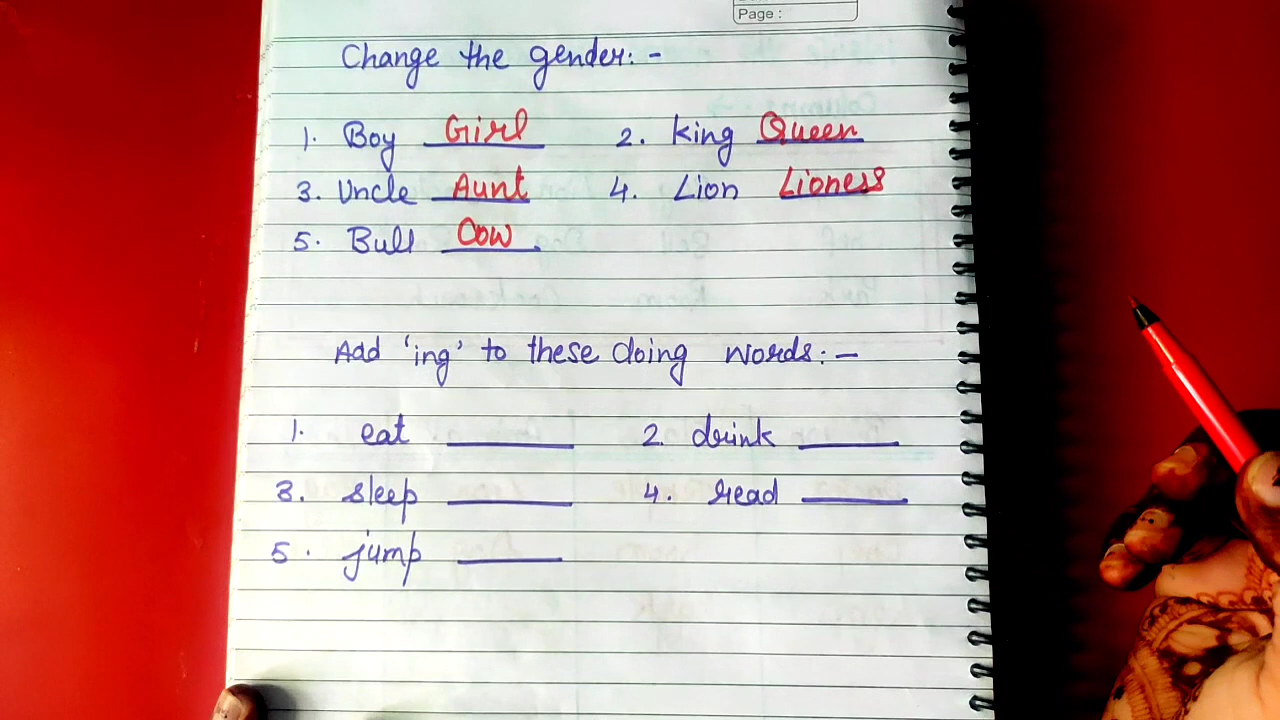 Page :
Change the gender: -
1. Boy Girl 2. King Queen
3. Uncle Aunt 4. Lion Lioness
5. Bull Cow
Add 'ing' to these doing words: -
1. eat 2. drink
3. sleep 4. read
5. jump